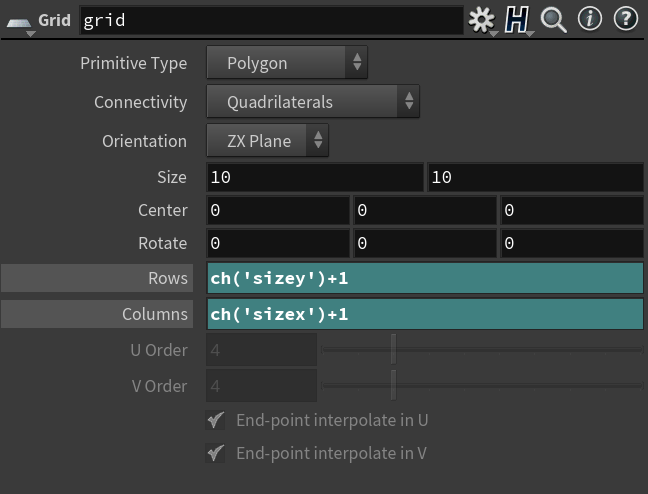 Grid grid
Primitive Type Polygon
Connectivity Quadrilaterals
Orientation ZX Plane
Size 10 10
Center 0 0 0
Rotate 0 0 0
Rows ch('sizey')+1
Columns ch('sizex')+1
U Order 4
V Order 4
End-point interpolate in U
End-point interpolate in V